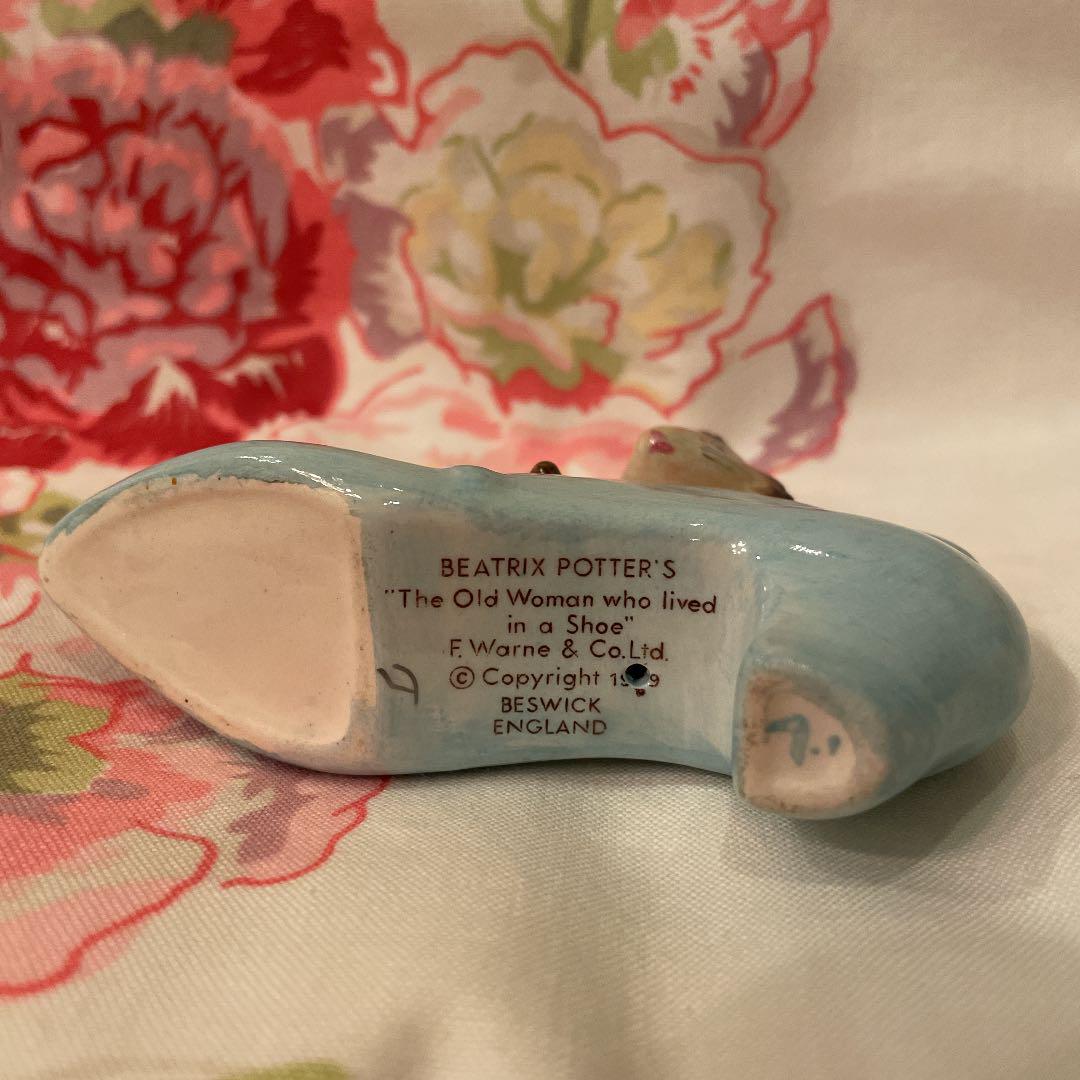 BEATRIX POTTER'S
"The Old Woman who lived
in a Shoe"
F. Warne & Co.Ltd.
© Copyright
BESWICK
ENGLAND